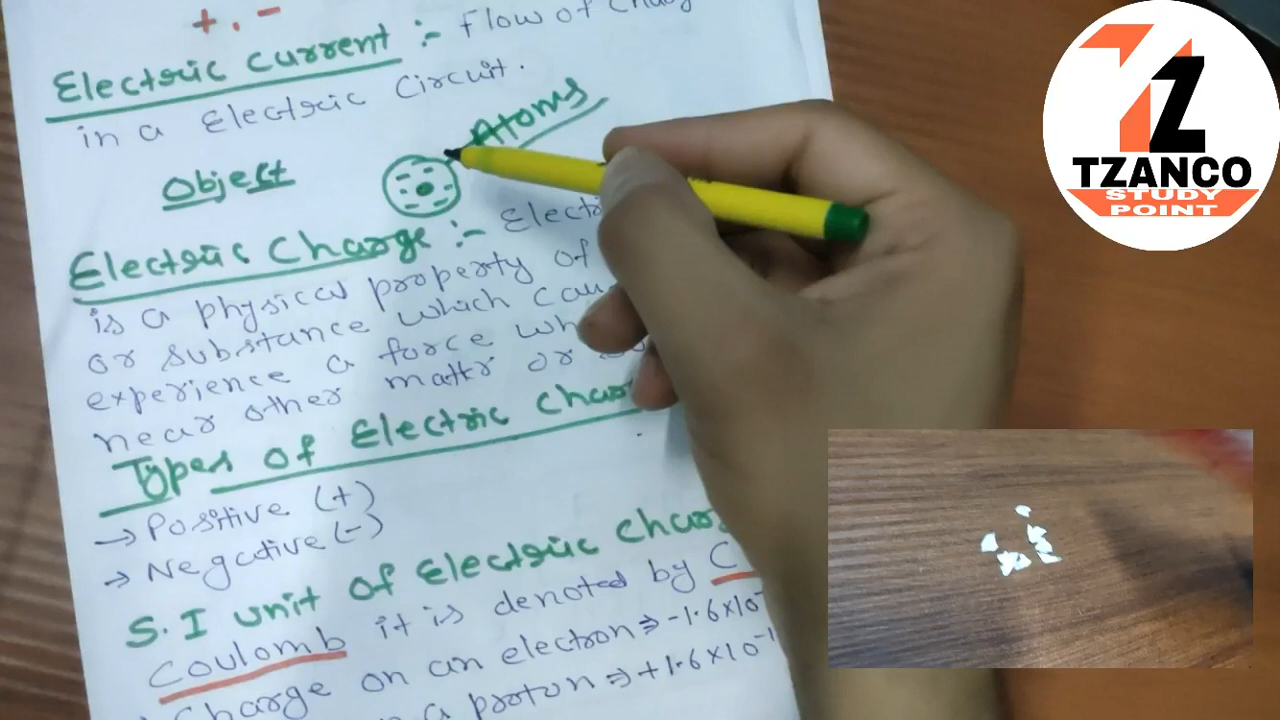 + . -
Electric Current :- Flow of
in a Electric Circuit.
Atoms
Object
Electric Charge :-
is a physical property of
or substance which
experience a force
near other mattr or
Types of Electric
→ Positive (+)
→ Negative (-)
S.I unit of Electric
Coulomb it is denoted by C
Charge on an electron ⇒ -1.6×10
a proton ⇒ +1.6×10
TZ
TZANCO
STUDY
POINT